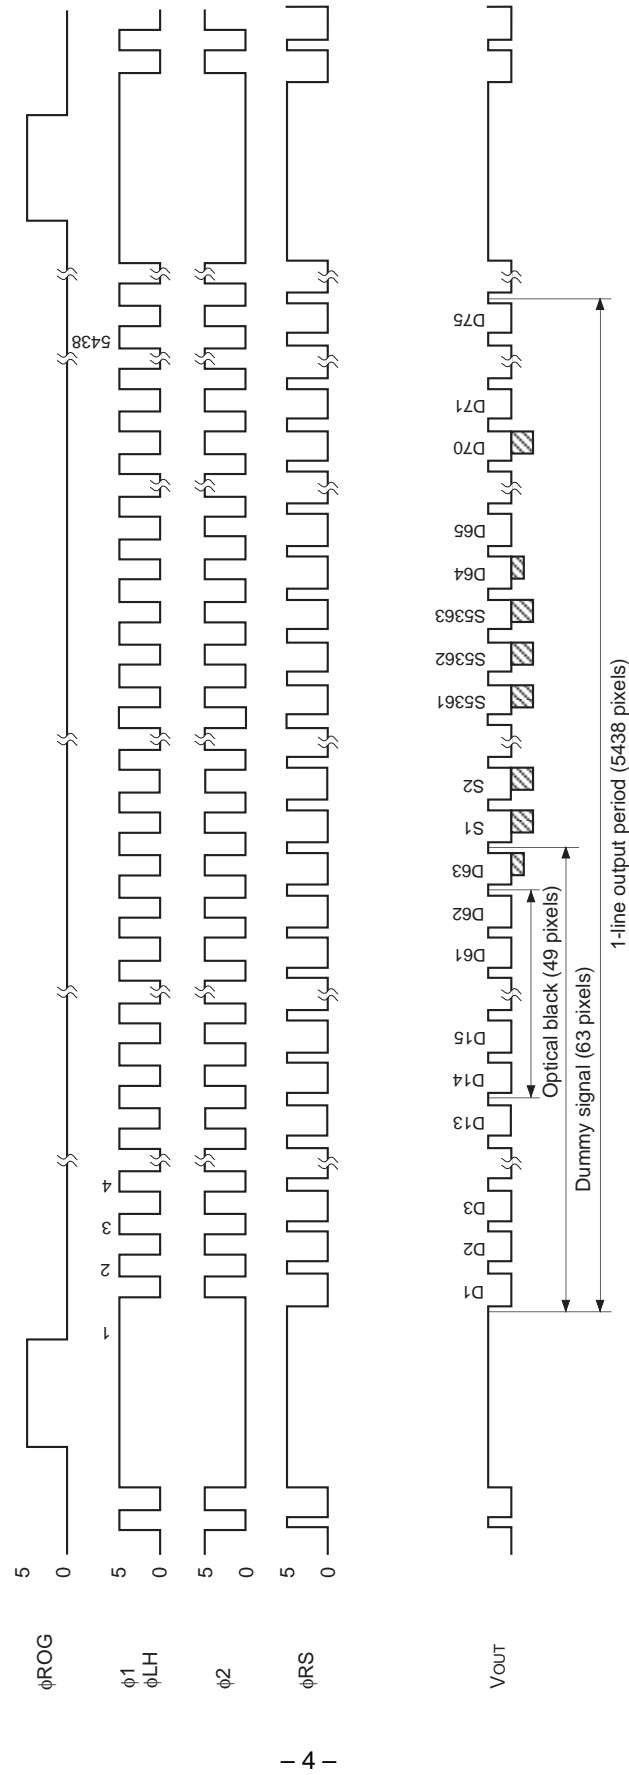 φROG
5
0
φ1
φLH
5
0
1
2
3
4
5438
φ2
5
0
φRS
5
0
VOUT
D1
D2
D3
D13
D14
D15
D61
D62
D63
S1
S2
S5361
S5362
S5363
D64
D65
D70
D71
D75
Optical black (49 pixels)
Dummy signal (63 pixels)
1-line output period (5438 pixels)
– 4 –